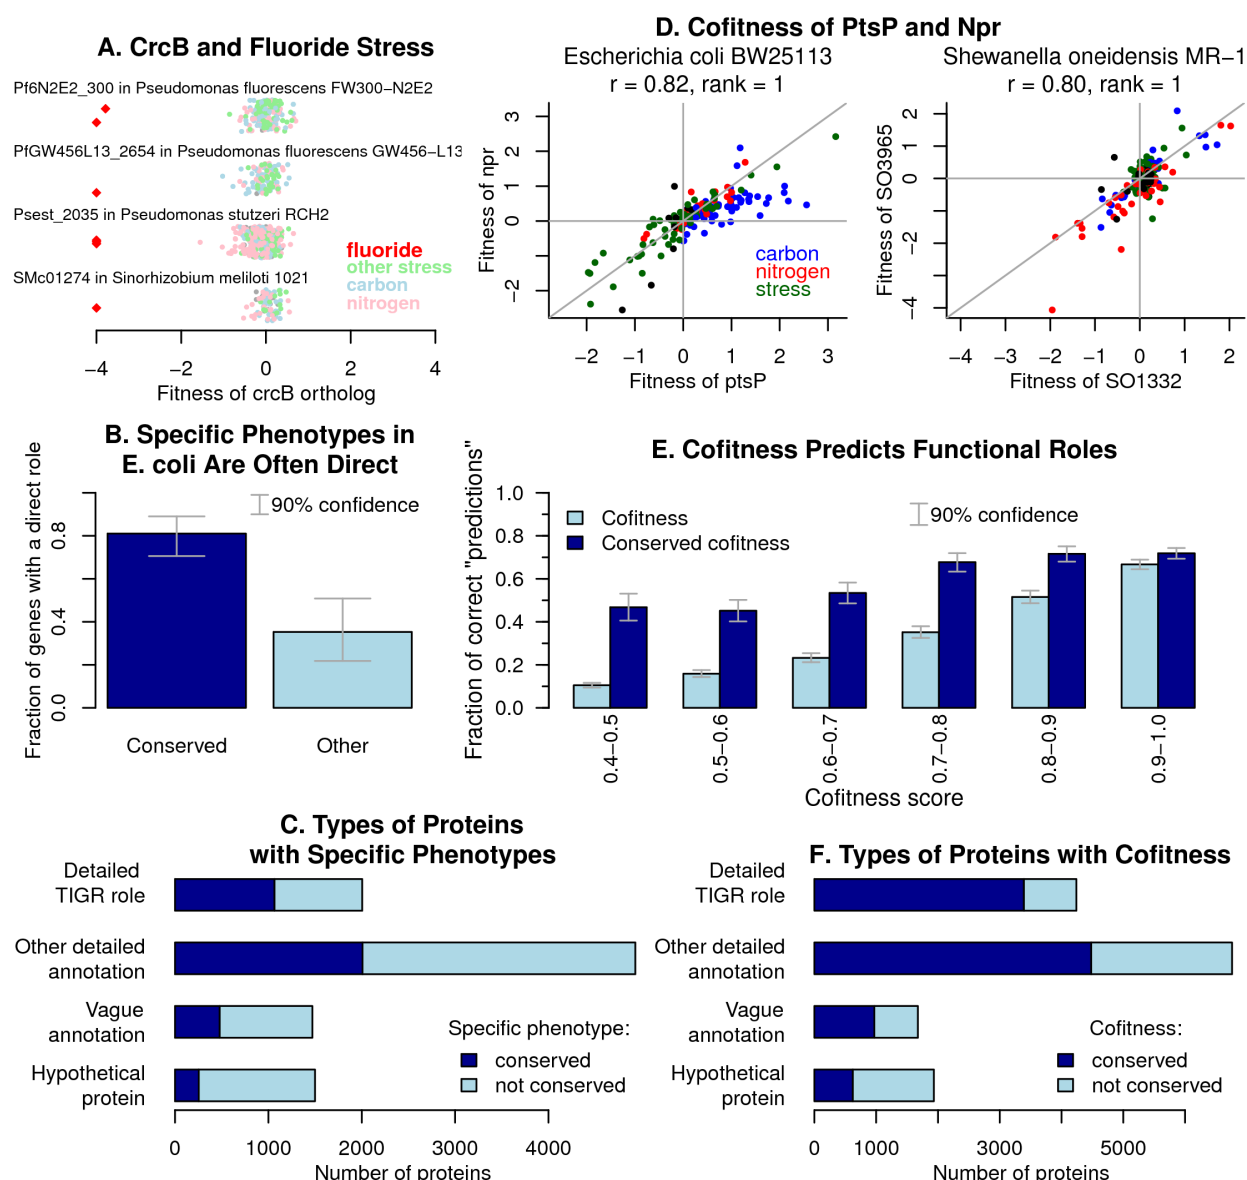 A. CrcB and Fluoride Stress
Pf6N2E2_300 in Pseudomonas fluorescens FW300−N2E2
PfGW456L13_2654 in Pseudomonas fluorescens GW456−L13
Psest_2035 in Pseudomonas stutzeri RCH2
SMc01274 in Sinorhizobium meliloti 1021
fluoride
other stress
carbon
nitrogen
−4 −2 0 2 4
Fitness of crcB ortholog
D. Cofitness of PtsP and Npr
Escherichia coli BW25113
r = 0.82, rank = 1
Fitness of npr
3
2
1
0
−2
carbon
nitrogen
stress
−2 −1 0 1 2 3
Fitness of ptsP
Shewanella oneidensis MR−1
r = 0.80, rank = 1
Fitness of SO3965
2
0
−2
−4
−4 −3 −2 −1 0 1 2
Fitness of SO1332
B. Specific Phenotypes in
E. coli Are Often Direct
Fraction of genes with a direct role
0.8
0.4
0.0
90% confidence
Conserved Other
E. Cofitness Predicts Functional Roles
Fraction of correct "predictions"
1.0
0.8
0.6
0.4
0.2
0.0
Cofitness
Conserved cofitness
90% confidence
0.4−0.5
0.5−0.6
0.6−0.7
0.7−0.8
0.8−0.9
0.9−1.0
Cofitness score
C. Types of Proteins
with Specific Phenotypes
Detailed
TIGR role
Other detailed
annotation
Vague
annotation
Hypothetical
protein
Specific phenotype:
conserved
not conserved
0 1000 2000 3000 4000
Number of proteins
F. Types of Proteins with Cofitness
Detailed
TIGR role
Other detailed
annotation
Vague
annotation
Hypothetical
protein
Cofitness:
conserved
not conserved
0 1000 3000 5000
Number of proteins